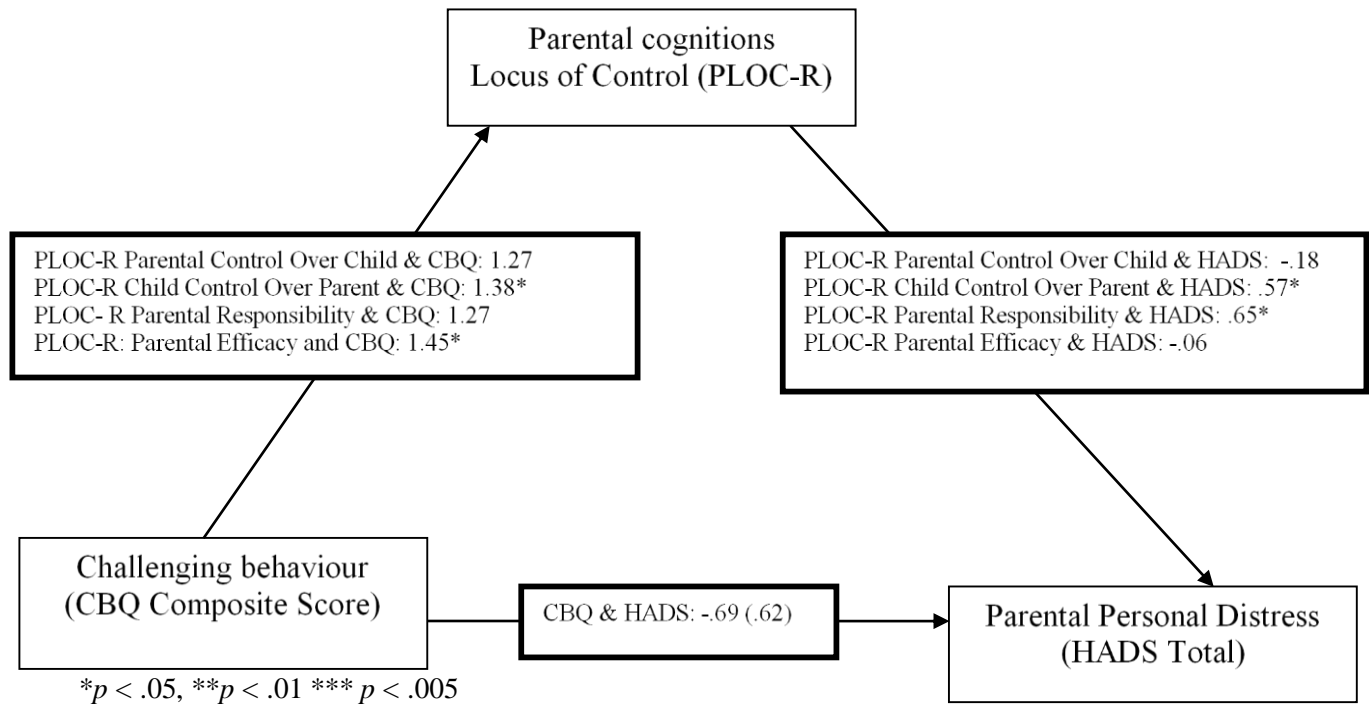 Parental cognitions
Locus of Control (PLOC-R)
PLOC-R Parental Control Over Child & CBQ: 1.27
PLOC-R Child Control Over Parent & CBQ: 1.38*
PLOC- R Parental Responsibility & CBQ: 1.27
PLOC-R: Parental Efficacy and CBQ: 1.45*
PLOC-R Parental Control Over Child & HADS: -.18
PLOC-R Child Control Over Parent & HADS: .57*
PLOC-R Parental Responsibility & HADS: .65*
PLOC-R Parental Efficacy & HADS: -.06
Challenging behaviour
(CBQ Composite Score)
CBQ & HADS: -.69 (.62)
Parental Personal Distress
(HADS Total)
*p < .05, **p < .01 *** p < .005